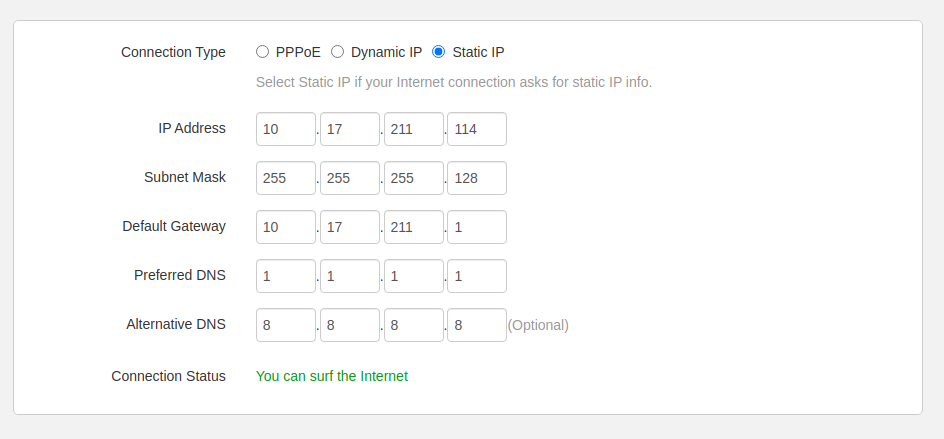 Connection Type PPPoE Dynamic IP Static IP
Select Static IP if your Internet connection asks for static IP info.
IP Address 10 . 17 . 211 . 114
Subnet Mask 255 . 255 . 255 . 128
Default Gateway 10 . 17 . 211 . 1
Preferred DNS 1 . 1 . 1 . 1
Alternative DNS 8 . 8 . 8 . 8 (Optional)
Connection Status You can surf the Internet